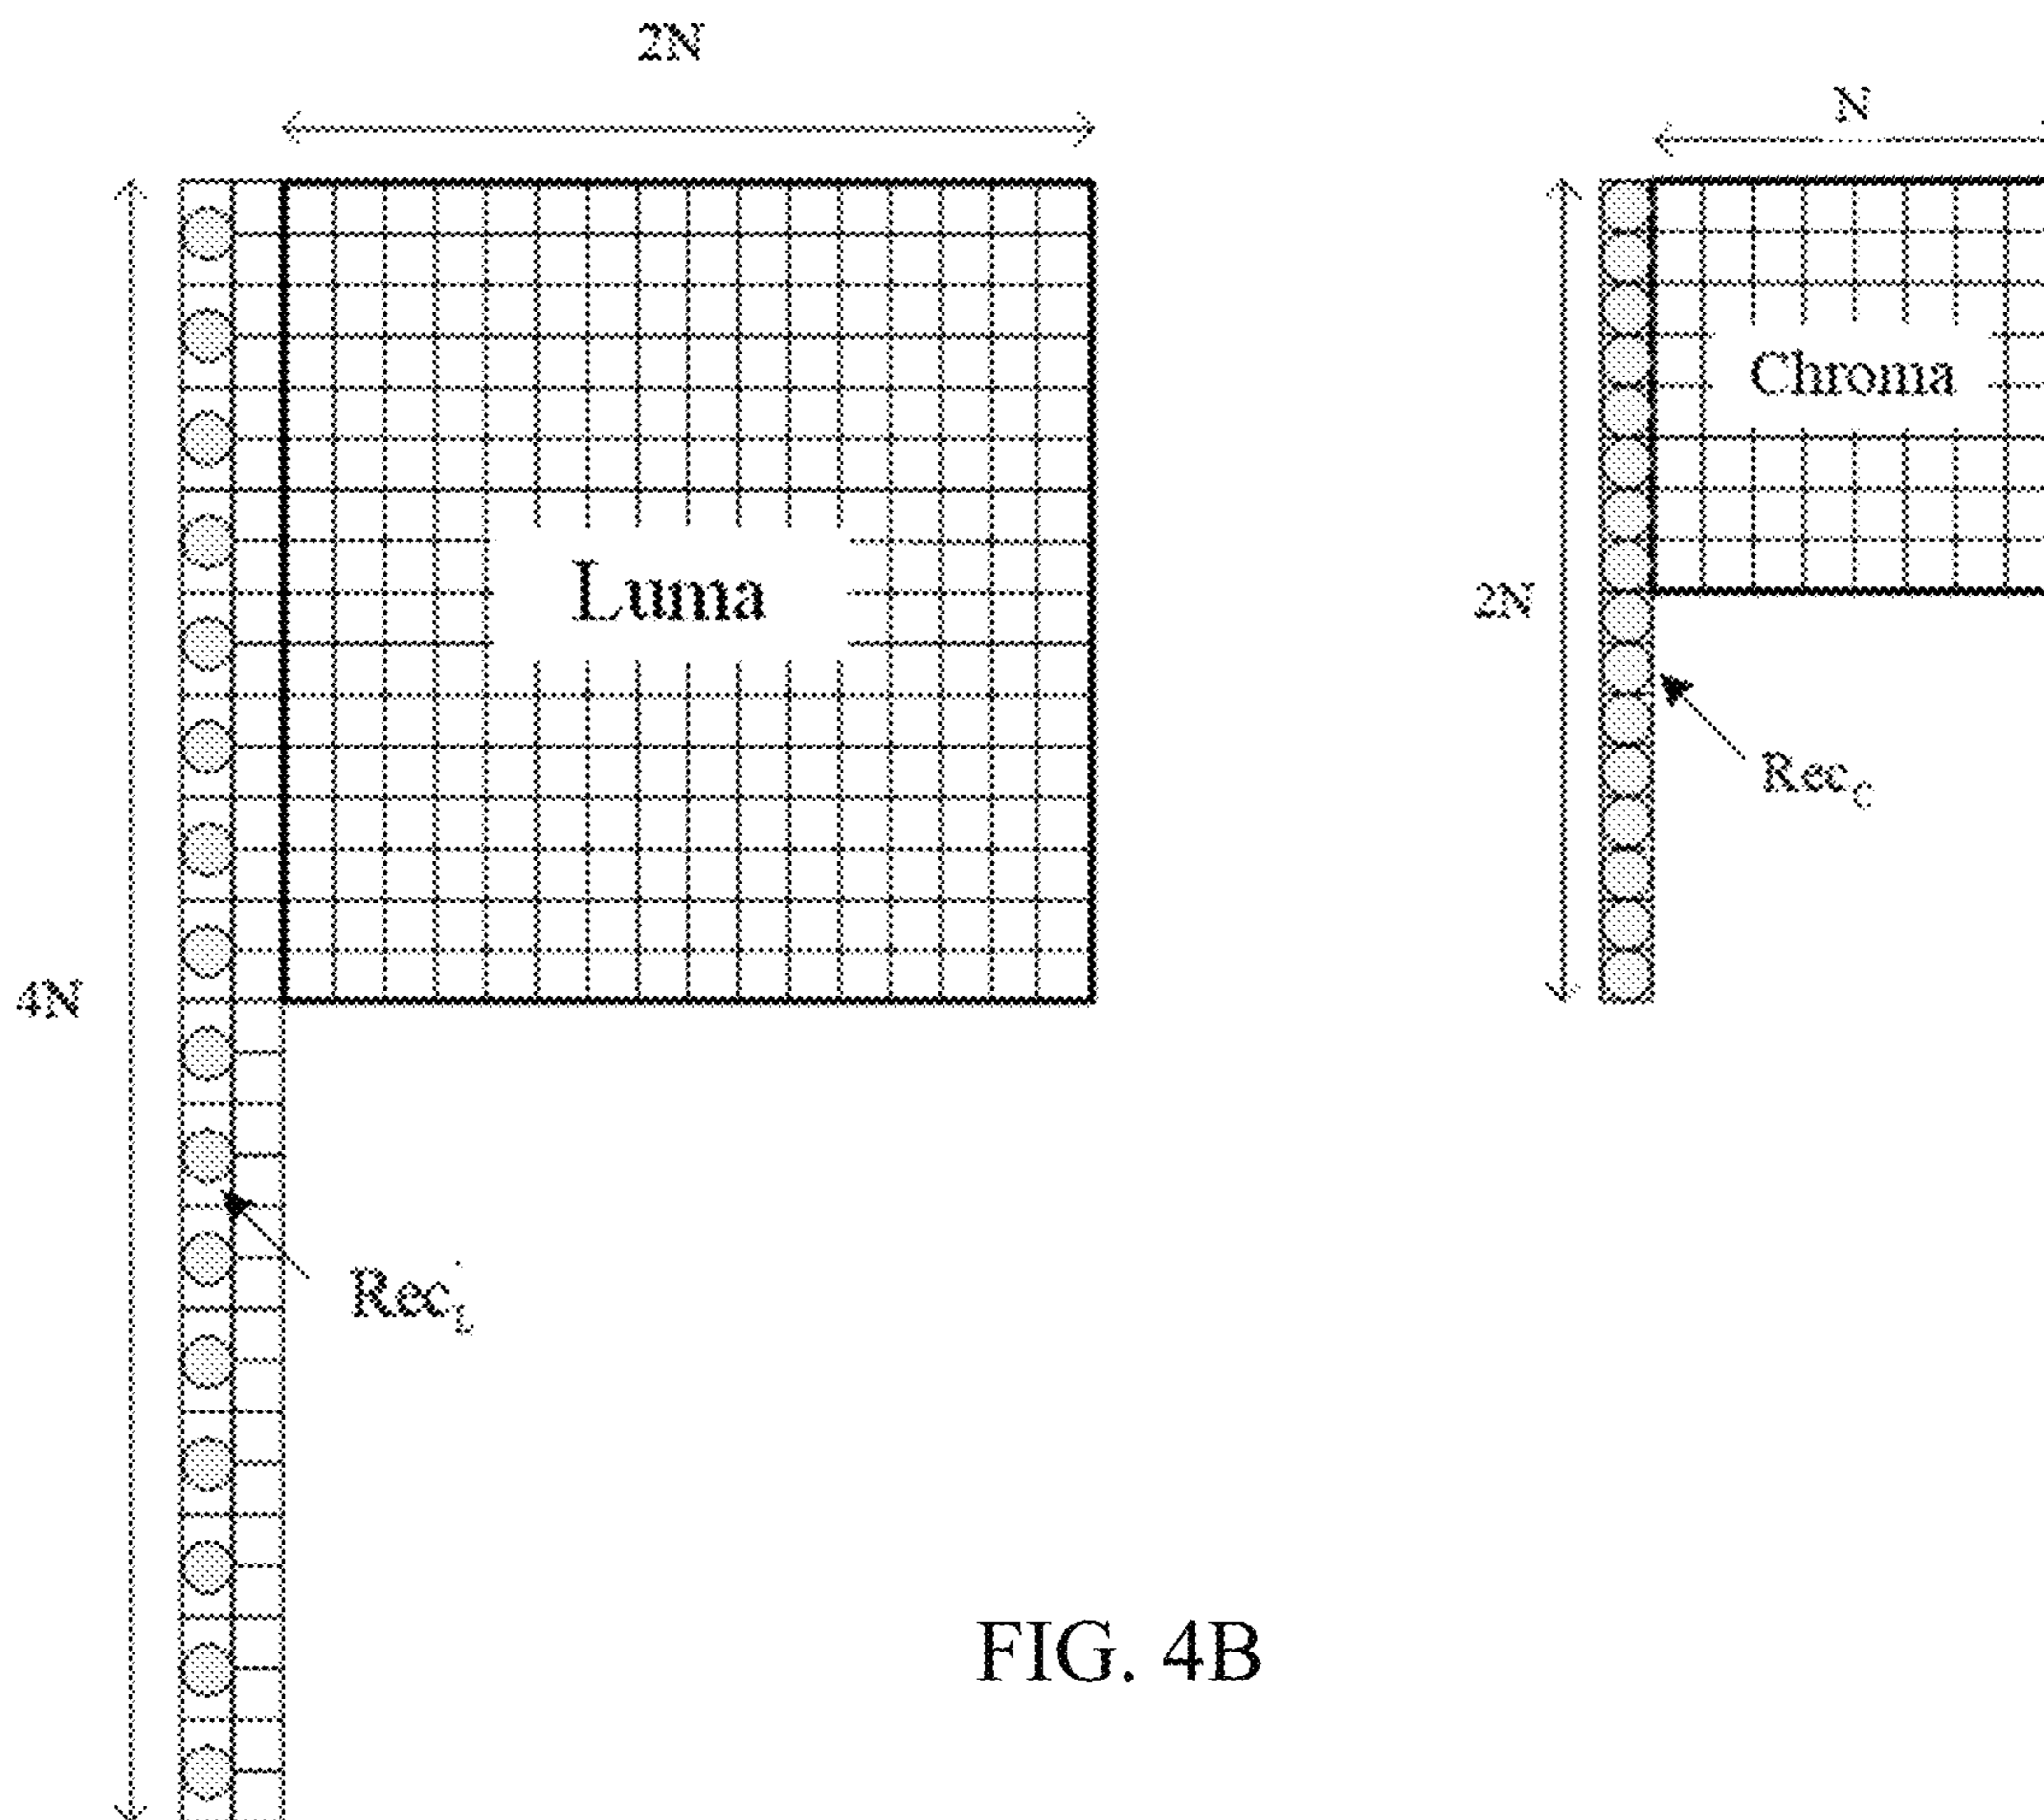 2N
N
Luma
Chroma
2N
Rec C
4N
Rec' L
FIG. 4B